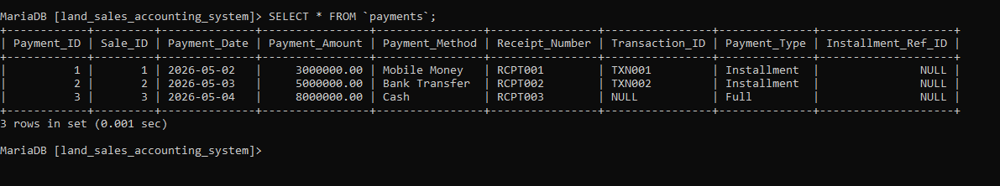 MariaDB [land_sales_accounting_system]> SELECT * FROM `payments`;
+------------+---------+--------------+----------------+----------------+----------------+----------------+--------------+--------------------+
| Payment_ID | Sale_ID | Payment_Date | Payment_Amount | Payment_Method | Receipt_Number | Transaction_ID | Payment_Type | Installment_Ref_ID |
+------------+---------+--------------+----------------+----------------+----------------+----------------+--------------+--------------------+
|          1 |       1 | 2026-05-02   |     3000000.00 | Mobile Money   | RCPT001        | TXN001         | Installment  |               NULL |
|          2 |       2 | 2026-05-03   |     5000000.00 | Bank Transfer  | RCPT002        | TXN002         | Installment  |               NULL |
|          3 |       3 | 2026-05-04   |     8000000.00 | Cash           | RCPT003        | NULL           | Full         |               NULL |
+------------+---------+--------------+----------------+----------------+----------------+----------------+--------------+--------------------+
3 rows in set (0.001 sec)
MariaDB [land_sales_accounting_system]>